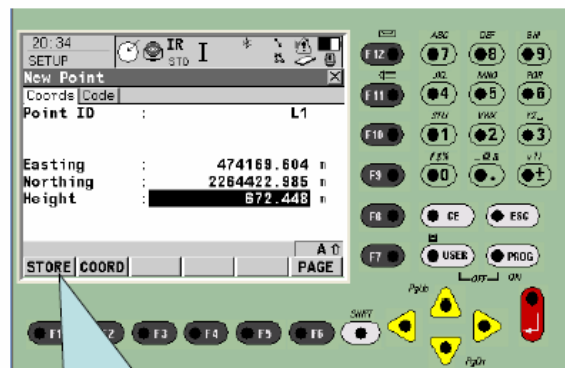 20:34
SETUP
IR
STD
I
New Point
Coords Code
Point ID : L1
Easting : 474169.604 m
Northing : 2264422.985 m
Height : 672.448 m
A
STORE COORD PAGE
F12
F11
F10
F9
F8
F7
ABC DEF GHI
7 8 9
JKL MNO PQR
4 5 6
STU VWX YZ_
1 2 3
_@&
0 . ±
CE ESC
USER PROG
OFF ON
PgUp
SHIFT
F1 F2 F3 F4 F5 F6
PgDn